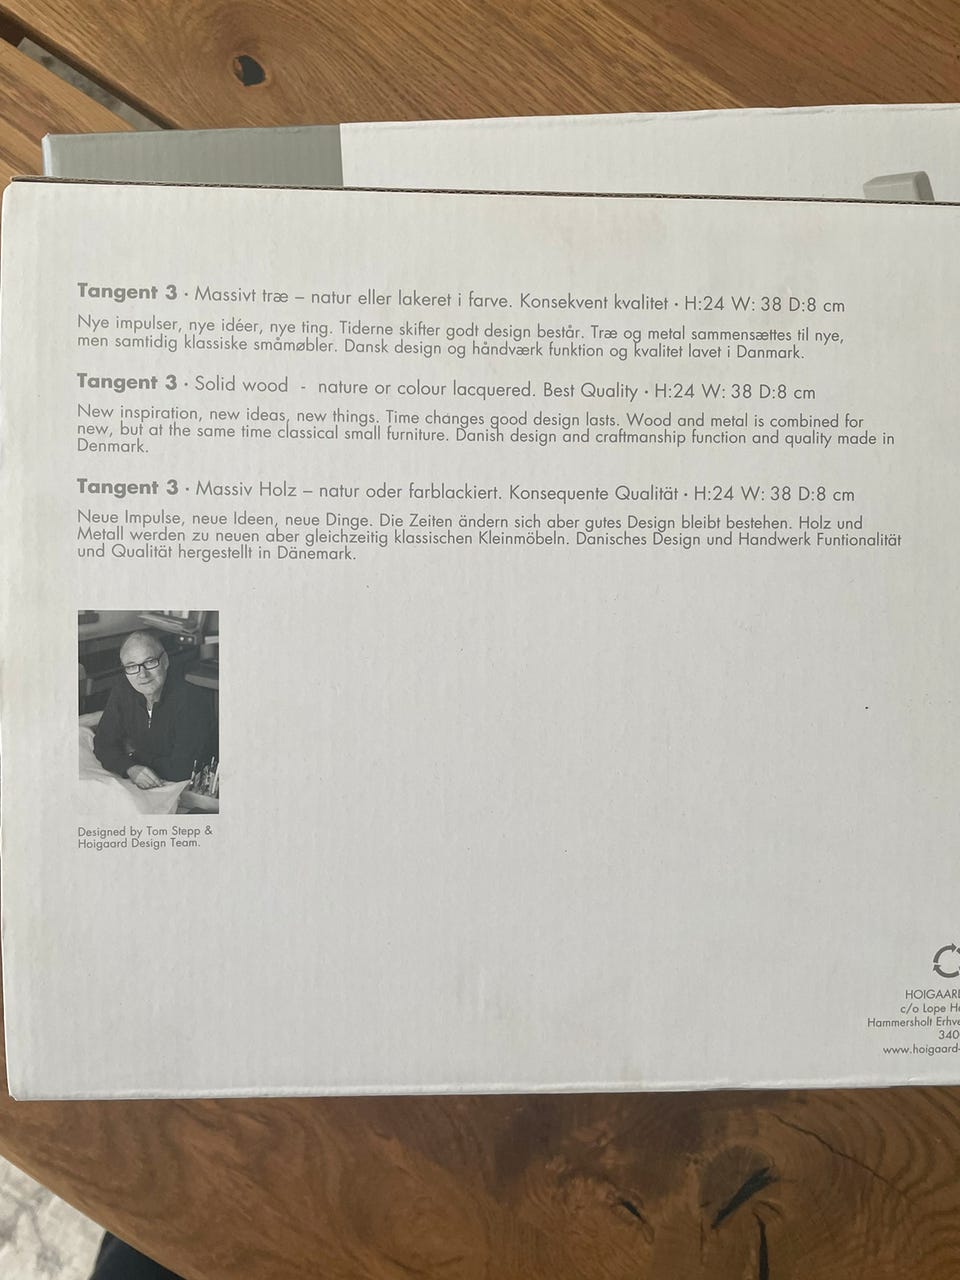 Tangent 3 · Massivt træ – natur eller lakeret i farve. Konsekvent kvalitet · H:24 W: 38 D:8 cm
Nye impulser, nye idéer, nye ting. Tiderne skifter godt design består. Træ og metal sammensættes til nye,
men samtidig klassiske småmøbler. Dansk design og håndværk funktion og kvalitet lavet i Danmark.
Tangent 3 · Solid wood - nature or colour lacquered. Best Quality · H:24 W: 38 D:8 cm
New inspiration, new ideas, new things. Time changes good design lasts. Wood and metal is combined for
new, but at the same time classical small furniture. Danish design and craftmanship function and quality made in
Denmark.
Tangent 3 · Massiv Holz – natur oder farblackiert. Konsequente Qualität · H:24 W: 38 D:8 cm
Neue Impulse, neue Ideen, neue Dinge. Die Zeiten ändern sich aber gutes Design bleibt bestehen. Holz und
Metall werden zu neuen aber gleichzeitig klassischen Kleinmöbeln. Danisches Design und Handwerk Funtionalität
und Qualität hergestellt in Dänemark.
Designed by Tom Stepp &
Hoigaard Design Team.
HOIGAAR
c/o Lope
Hammersholt Erhv
340
www.hoigaard-